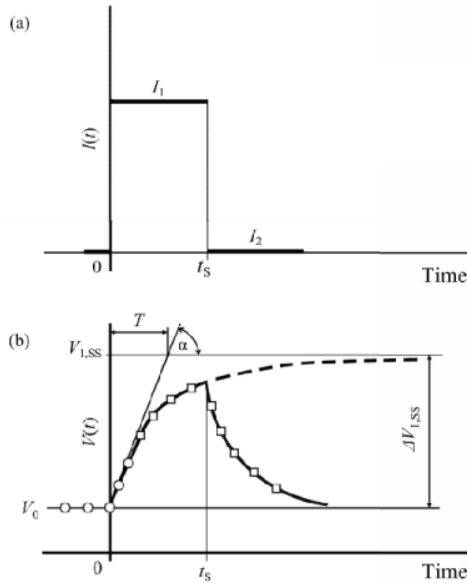 (a)
I(t)
I₁
I₂
0
tₛ
Time
(b)
T
α
V₁,SS
V(t)
ΔV₁,SS
V₀
0
tₛ
Time